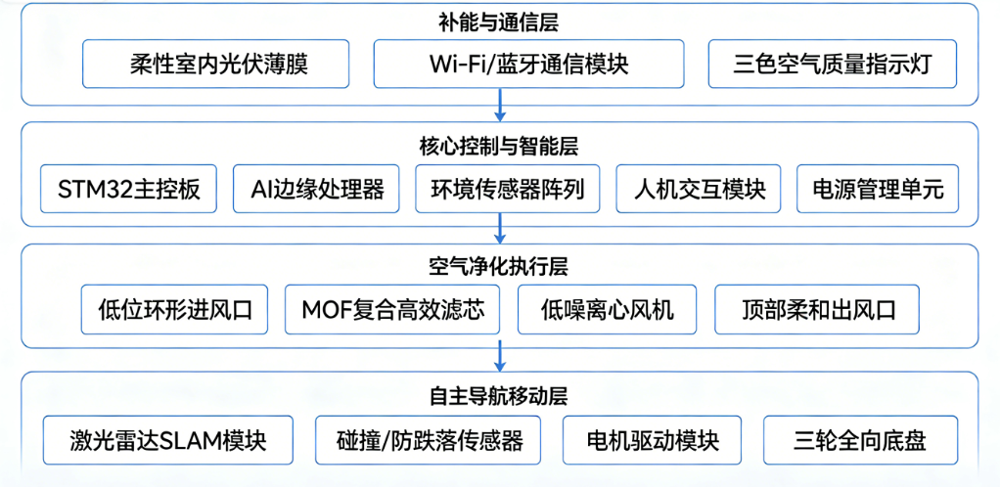 补能与通信层
柔性室内光伏薄膜
Wi-Fi/蓝牙通信模块
三色空气质量指示灯
核心控制与智能层
STM32主控板
AI边缘处理器
环境传感器阵列
人机交互模块
电源管理单元
空气净化执行层
低位环形进风口
MOF复合高效滤芯
低噪离心风机
顶部柔和出风口
自主导航移动层
激光雷达SLAM模块
碰撞/防跌落传感器
电机驱动模块
三轮全向底盘